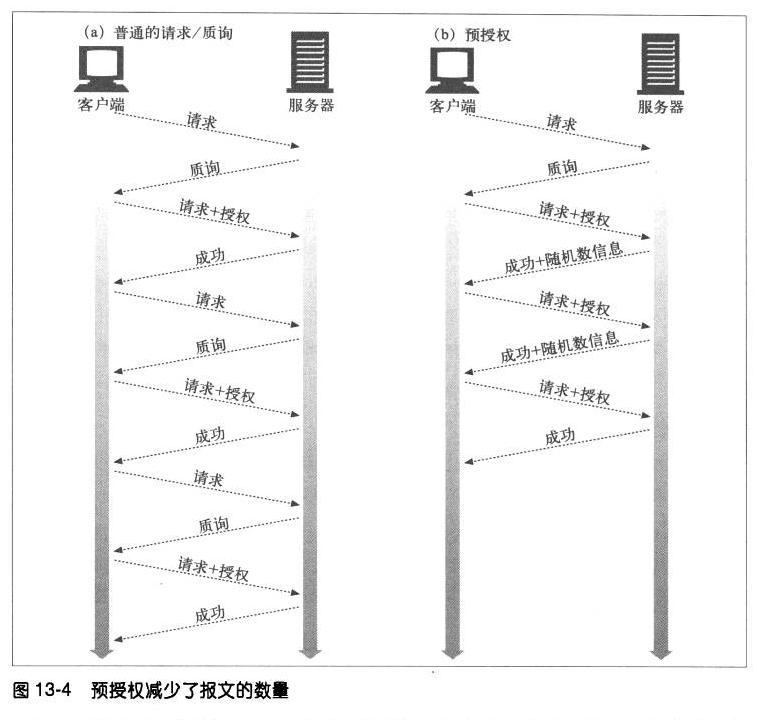 (a) 普通的请求/质询
客户端
服务器
请求
质询
请求+授权
成功
请求
质询
请求+授权
成功
请求
质询
请求+授权
成功
(b) 预授权
客户端
服务器
请求
质询
请求+授权
成功+随机数信息
请求+授权
成功+随机数信息
请求+授权
成功
图 13-4 预授权减少了报文的数量